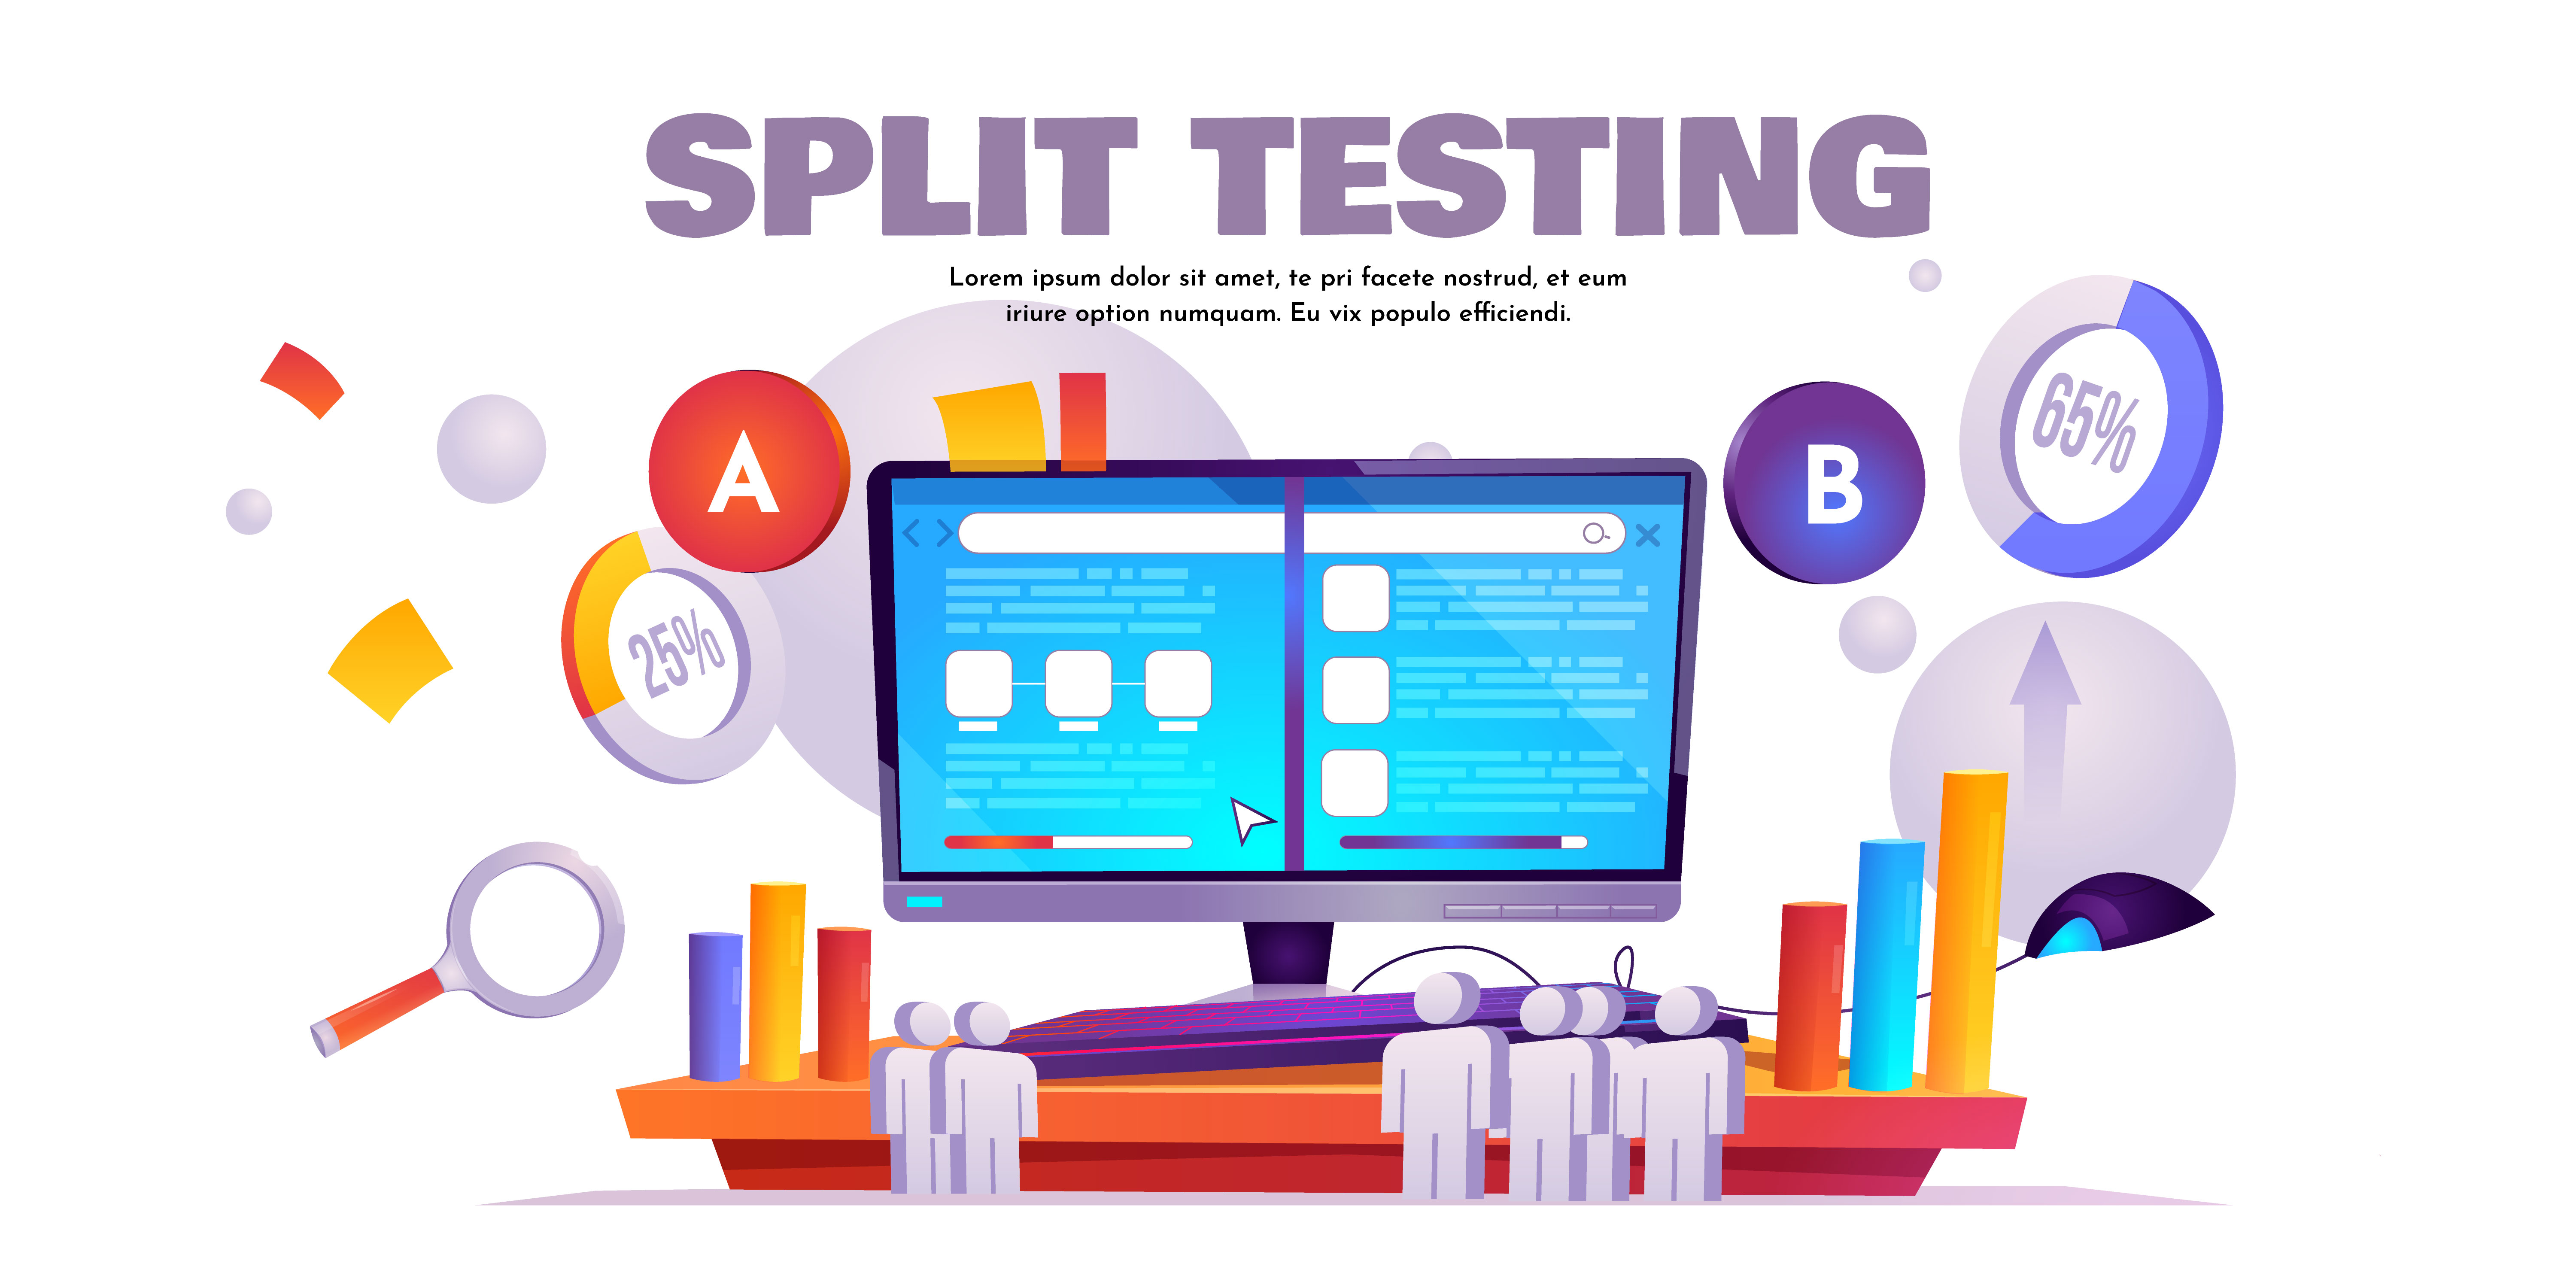 SPLIT TESTING
Lorem ipsum dolor sit amet, te pri facete nostrud, et eum
iriure option numquam. Eu vix populo efficiendi.
A
B
65%
25%